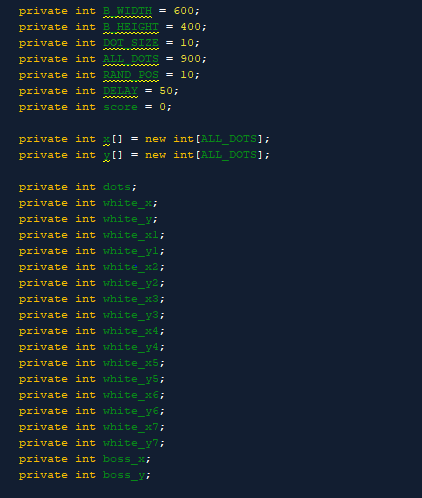 private int B_WIDTH = 600;
private int B_HEIGHT = 400;
private int DOT_SIZE = 10;
private int ALL_DOTS = 900;
private int RAND_POS = 10;
private int DELAY = 50;
private int score = 0;
private int x[] = new int[ALL_DOTS];
private int y[] = new int[ALL_DOTS];
private int dots;
private int white_x;
private int white_y;
private int white_x1;
private int white_y1;
private int white_x2;
private int white_y2;
private int white_x3;
private int white_y3;
private int white_x4;
private int white_y4;
private int white_x5;
private int white_y5;
private int white_x6;
private int white_y6;
private int white_x7;
private int white_y7;
private int boss_x;
private int boss_y;